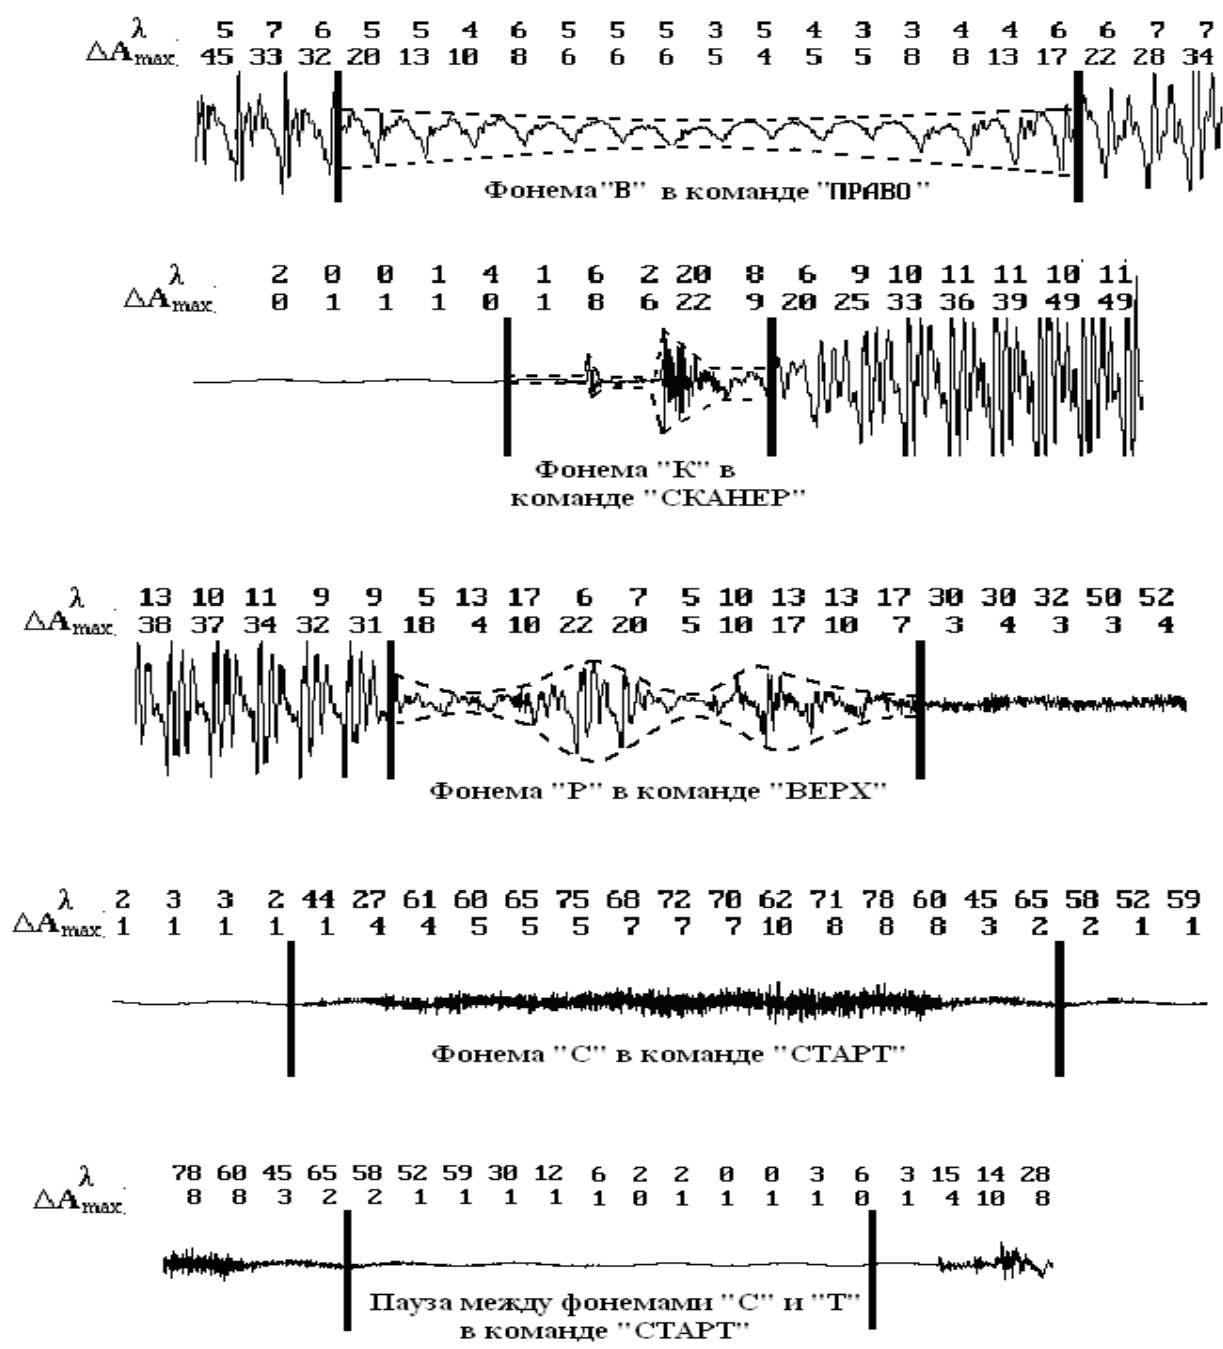 λ 5 7 6 5 5 4 6 5 5 5 3 5 4 3 3 4 4 6 6 7 7
ΔAmax. 45 33 32 20 13 10 8 6 6 6 5 4 5 5 8 8 13 17 22 28 34
Фонема "В" в команде "ПРАВО"
λ 2 0 0 1 4 1 6 2 20 8 6 9 10 11 11 10 11
ΔAmax. 0 1 1 1 0 1 8 6 22 9 20 25 33 36 39 49 49
Фонема "К" в
команде "СКАНЕР"
λ 13 10 11 9 9 5 13 17 6 7 5 10 13 13 17 30 30 32 50 52
ΔAmax. 38 37 34 32 31 18 4 10 22 20 5 10 17 10 7 3 4 3 3 4
Фонема "Р" в команде "ВЕРХ"
λ 2 3 3 2 44 27 61 60 65 75 68 72 70 62 71 78 60 45 65 58 52 59
ΔAmax. 1 1 1 1 1 4 4 5 5 5 7 7 7 10 8 8 8 3 2 2 1 1
Фонема "С" в команде "СТАРТ"
λ 78 60 45 65 58 52 59 30 12 6 2 2 0 0 3 6 3 15 14 28
ΔAmax. 8 8 3 2 2 1 1 1 1 1 0 1 1 1 1 0 1 4 10 8
Пауза между фонемами "С" и "Т"
в команде "СТАРТ"